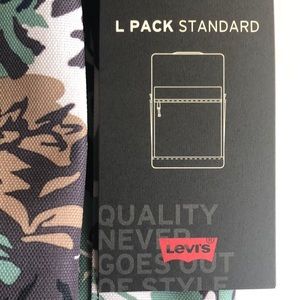 L PACK STANDARD
QUALITY
NEVER
GOES OUT
OF STYLE
Levi's